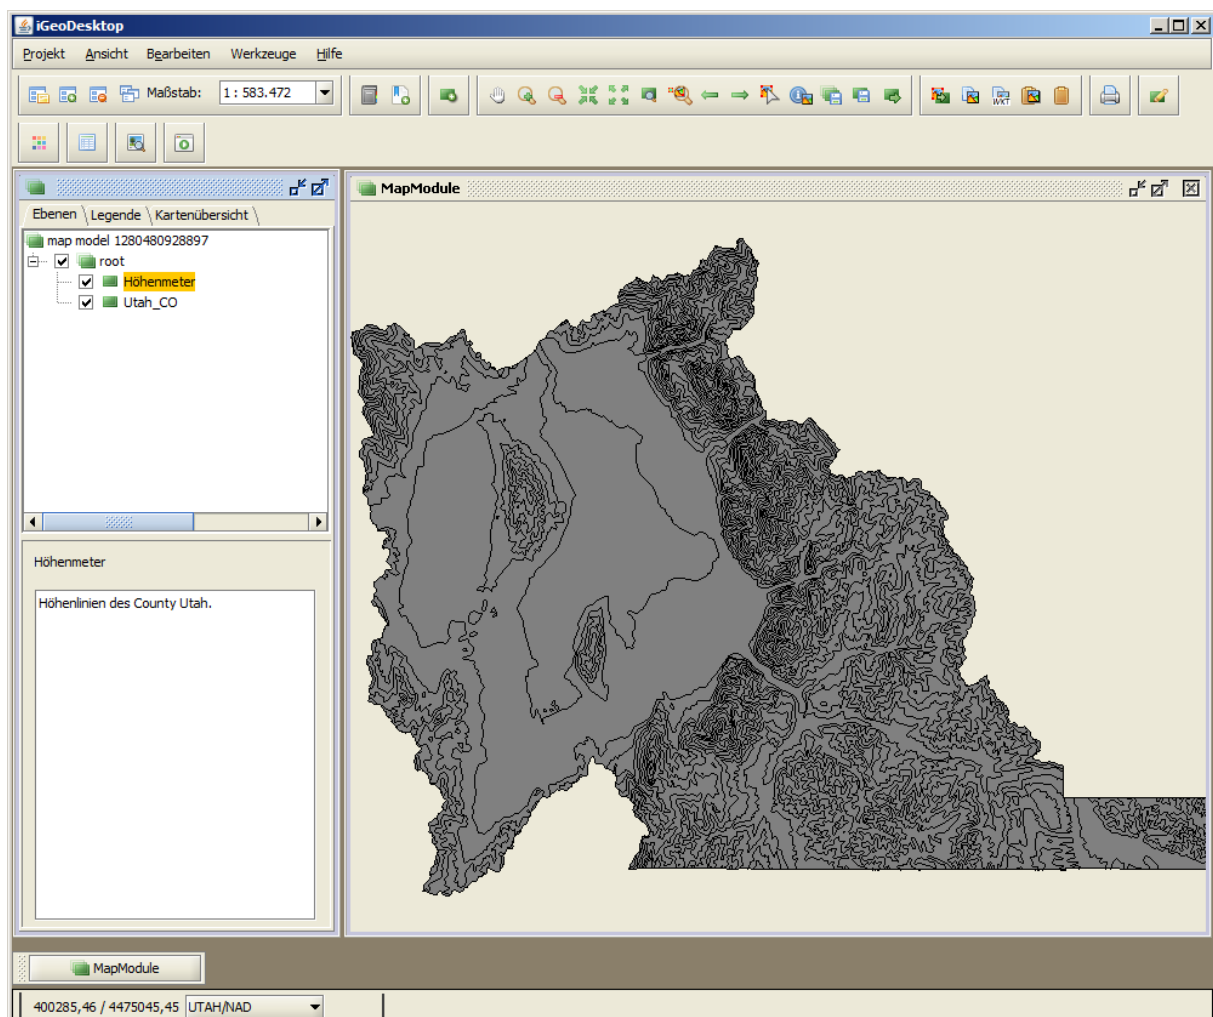 iGeoDesktop
Projekt Ansicht Bearbeiten Werkzeuge Hilfe
Maßstab: 1 : 583.472
WKT
MapModule
Ebenen Legende Kartenübersicht
map model 1280480928897
root
Höhenmeter
Utah_CO
Höhenmeter
Höhenlinien des County Utah.
MapModule
400285,46 / 4475045,45 UTAH/NAD